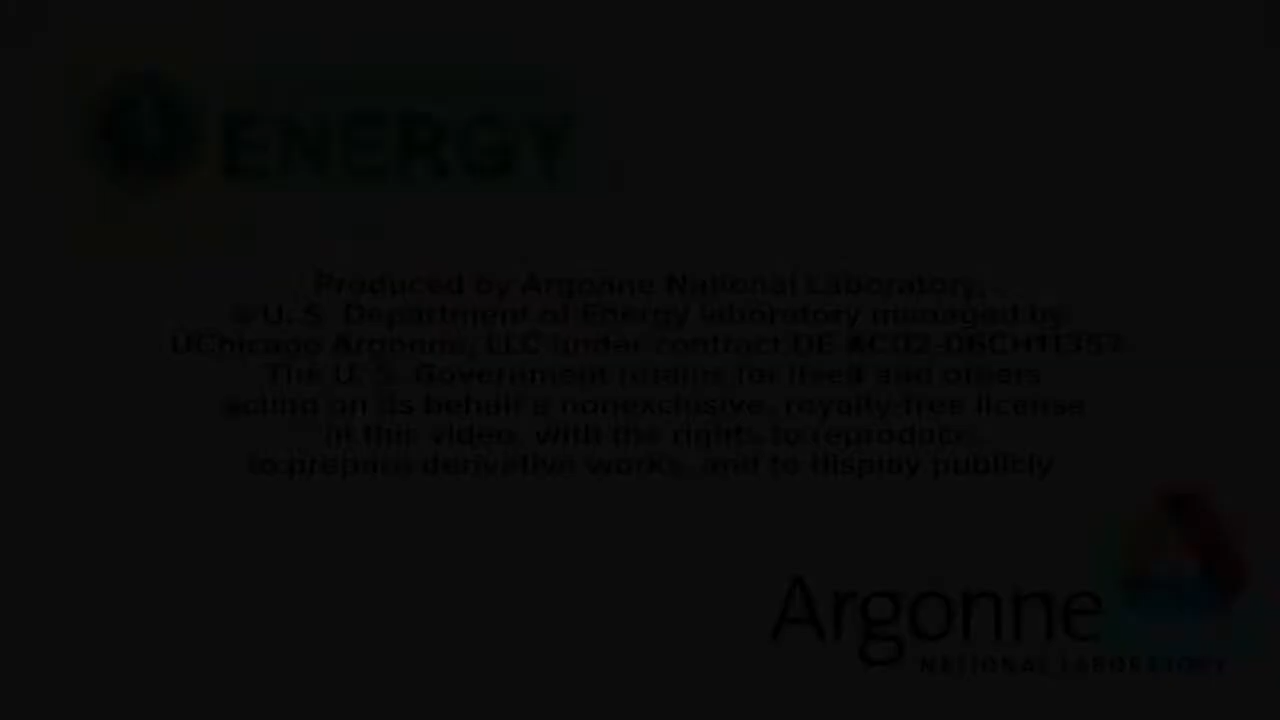 ENERGY
Produced by Argonne National Laboratory,
a U. S. Department of Energy laboratory managed by
UChicago Argonne, LLC under contract DE-AC02-06CH11357.
The U. S. Government retains for itself and others
acting on its behalf a nonexclusive, royalty-free license
in this video, with the rights to reproduce,
to prepare derivative works, and to display publicly
Argonne
NATIONAL LABORATORY